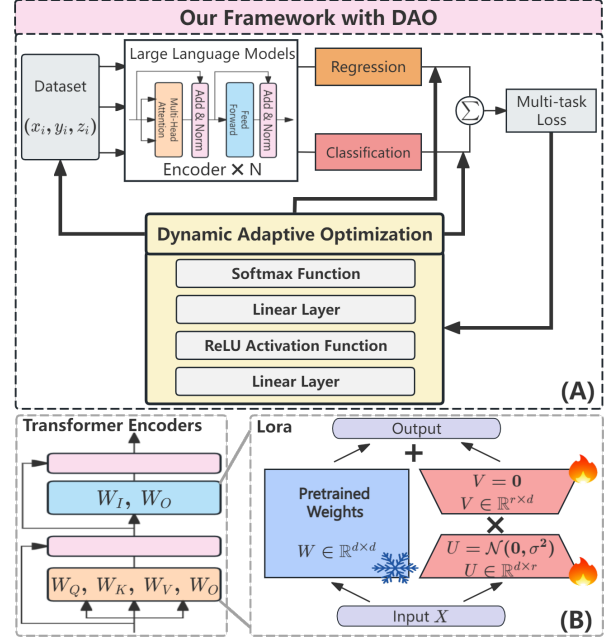 Our Framework with DAO
Dataset
(x_i, y_i, z_i)
Large Language Models
Multi-Head
Attention
Add & Norm
Feed
Forward
Add & Norm
Encoder × N
Regression
Classification
∑
Multi-task
Loss
Dynamic Adaptive Optimization
Softmax Function
Linear Layer
ReLU Activation Function
Linear Layer
(A)
Transformer Encoders
W_I, W_O
W_Q, W_K, W_V, W_O
Lora
Output
+
Pretrained
Weights
W ∈ ℝ^{d×d}
V = 0
V ∈ ℝ^{r×d}
×
U = 𝒩(0, σ²)
U ∈ ℝ^{d×r}
Input X
(B)